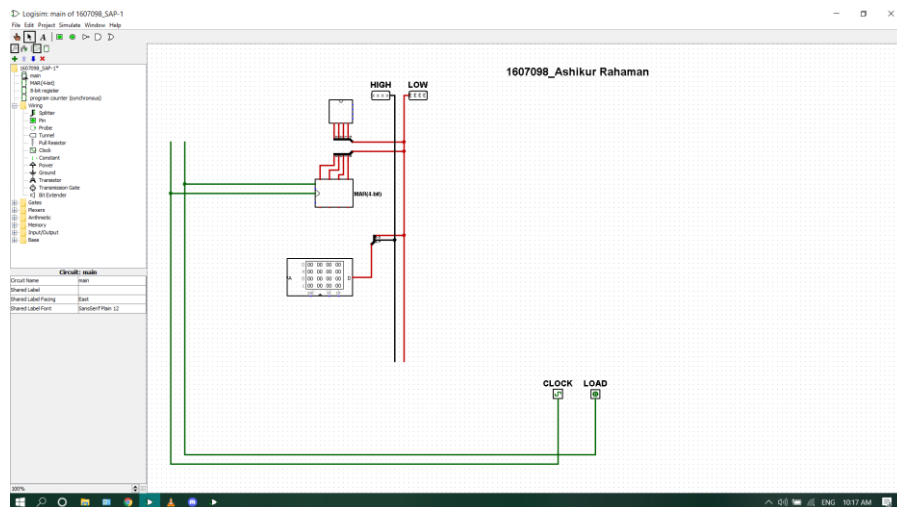 Logisim: main of 1607098_SAP-1
File Edit Project Simulate Window Help
A
1607098_SAP-1*
main
MAR(4-bit)
8-bit register
program counter (synchronous)
Wiring
Splitter
Pin
Probe
Tunnel
Pull Resistor
Clock
Constant
Power
Ground
Transistor
Transmission Gate
Bit Extender
Gates
Plexers
Arithmetic
Memory
Input/Output
Base
Circuit: main
Circuit Name main
Shared Label
Shared Label Facing East
Shared Label Font SansSerif Plain 12
100%
1607098_Ashikur Rahaman
HIGH LOW
MAR(4-bit)
A
00 00 00 00
00 00 00 00
00 00 00 00
00 00 00 00
D
CLOCK LOAD
ENG 10:17 AM